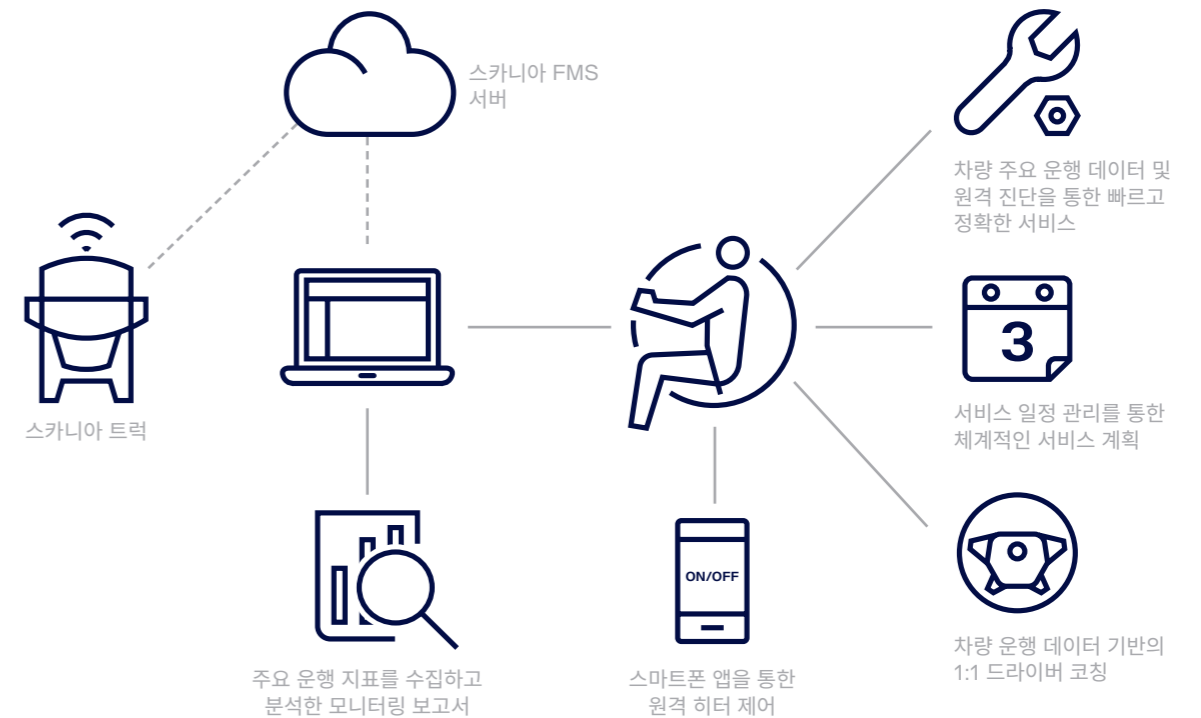 스카니아 FMS
서버
차량 주요 운행 데이터 및
원격 진단을 통한 빠르고
정확한 서비스
스카니아 트럭
3
서비스 일정 관리를 통한
체계적인 서비스 계획
ON/OFF
차량 운행 데이터 기반의
1:1 드라이버 코칭
주요 운행 지표를 수집하고
분석한 모니터링 보고서
스마트폰 앱을 통한
원격 히터 제어